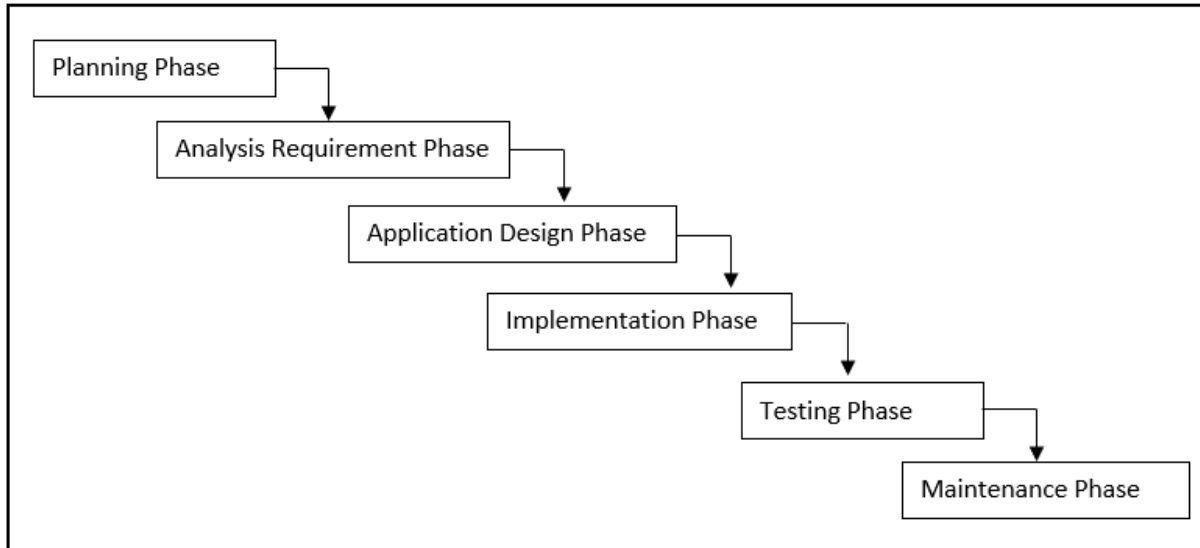 Planning Phase
Analysis Requirement Phase
Application Design Phase
Implementation Phase
Testing Phase
Maintenance Phase